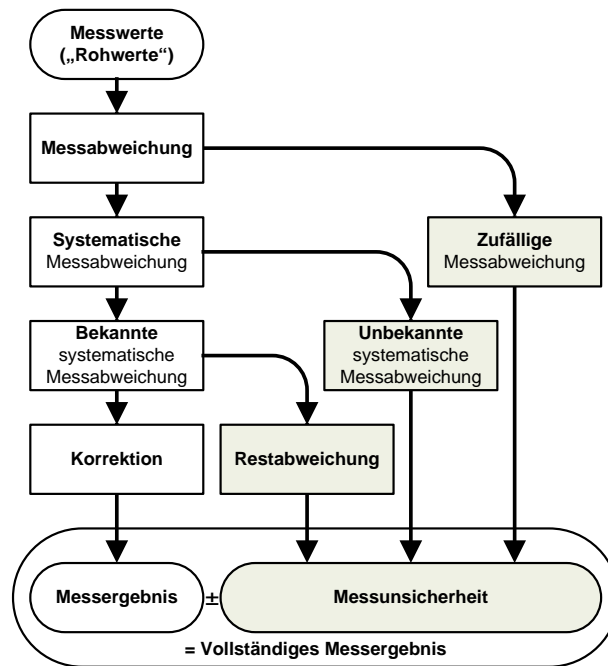 Messwerte
(„Rohwerte“)
Messabweichung
Systematische
Messabweichung
Zufällige
Messabweichung
Bekannte
systematische
Messabweichung
Unbekannte
systematische
Messabweichung
Korrektion
Restabweichung
Messergebnis
±
Messunsicherheit
= Vollständiges Messergebnis